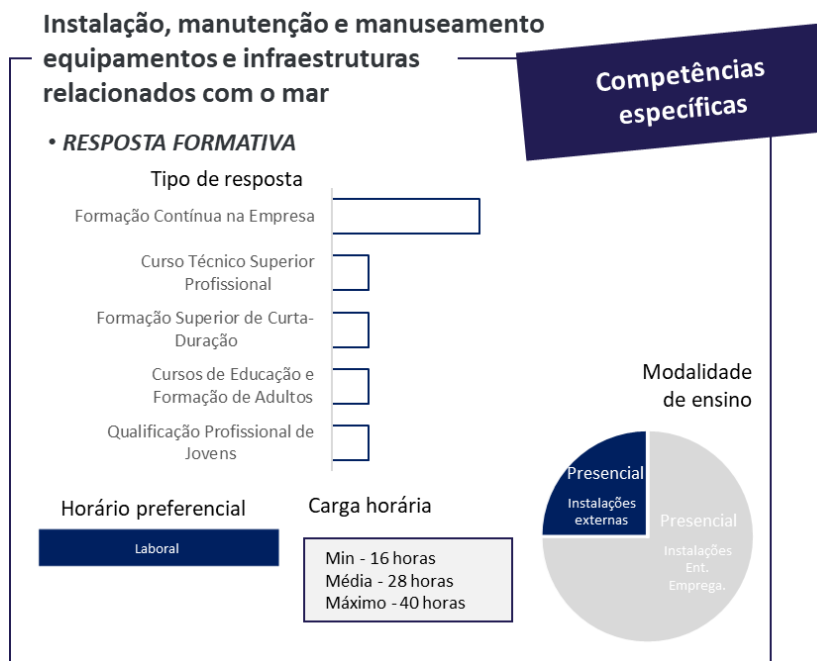 Instalação, manutenção e manuseamento
equipamentos e infraestruturas
relacionados com o mar
Competências
específicas
• RESPOSTA FORMATIVA
Tipo de resposta
Formação Contínua na Empresa
Curso Técnico Superior
Profissional
Formação Superior de Curta-
Duração
Cursos de Educação e
Formação de Adultos
Qualificação Profissional de
Jovens
Modalidade
de ensino
Presencial
Instalações
externas
Presencial
Instalações
Ent.
Emprega.
Horário preferencial
Laboral
Carga horária
Min - 16 horas
Média - 28 horas
Máximo - 40 horas